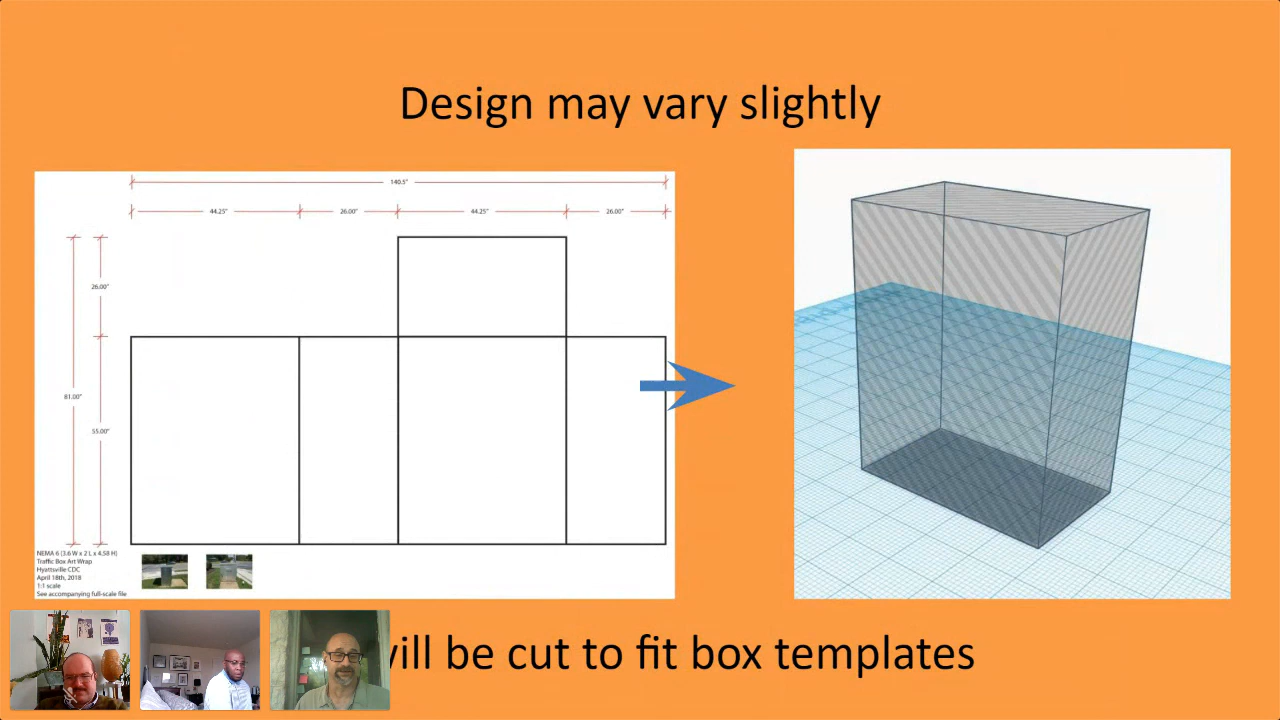 Design may vary slightly
140.5"
44.25" 26.00" 44.25" 26.00"
26.00"
81.00"
55.00"
NEMA 6 (3.6 W x 2 L x 4.58 H)
Traffic Box Art Wrap
Hyattsville CDC
April 18th, 2018
1:1 scale
See accompanying full-scale file
will be cut to fit box templates